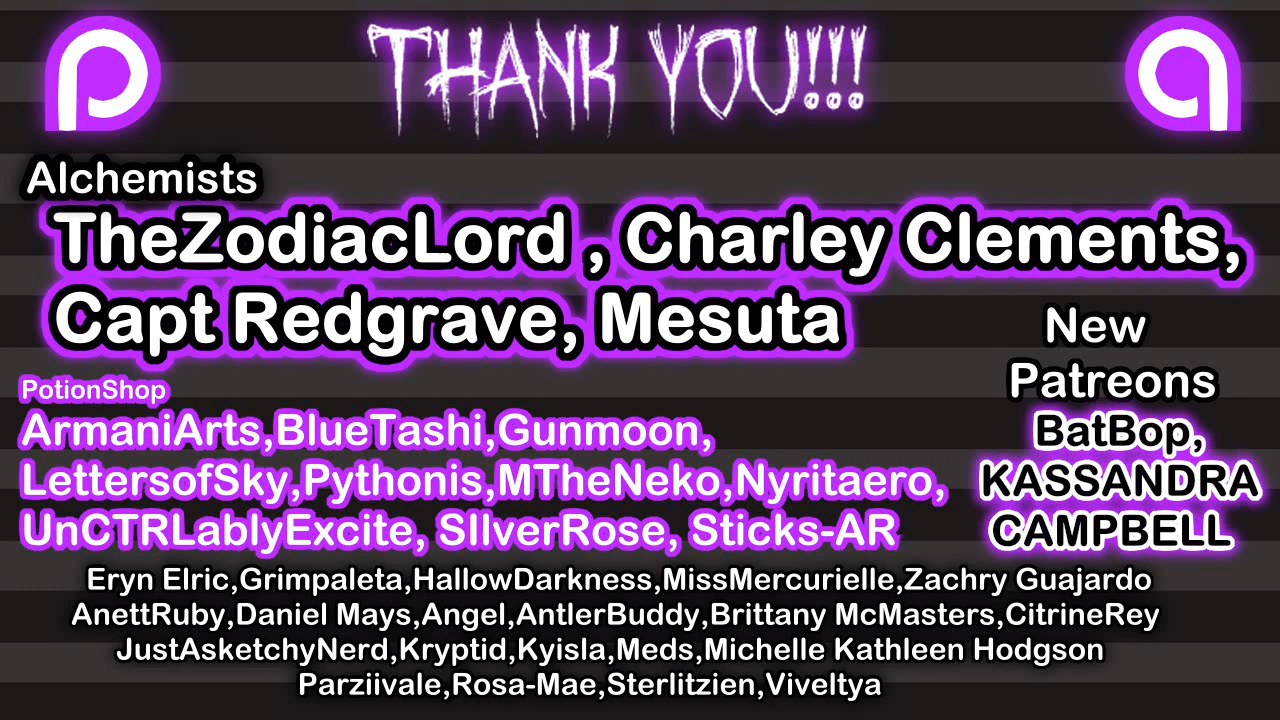 THANK YOU!!!
Alchemists
TheZodiacLord , Charley Clements,
Capt Redgrave, Mesuta
New
Patreons
BatBop,
KASSANDRA
CAMPBELL
PotionShop
ArmaniArts,BlueTashi,Gunmoon,
LettersofSky,Pythonis,MTheNeko,Nyritaero,
UnCTRLablyExcite, SIlverRose, Sticks-AR
Eryn Elric,Grimpaleta,HallowDarkness,MissMercurielle,Zachry Guajardo
AnettRuby,Daniel Mays,Angel,AntlerBuddy,Brittany McMasters,CitrineRey
JustAsketchyNerd,Kryptid,Kyisla,Meds,Michelle Kathleen Hodgson
Parziivale,Rosa-Mae,Sterlitzien,Viveltya